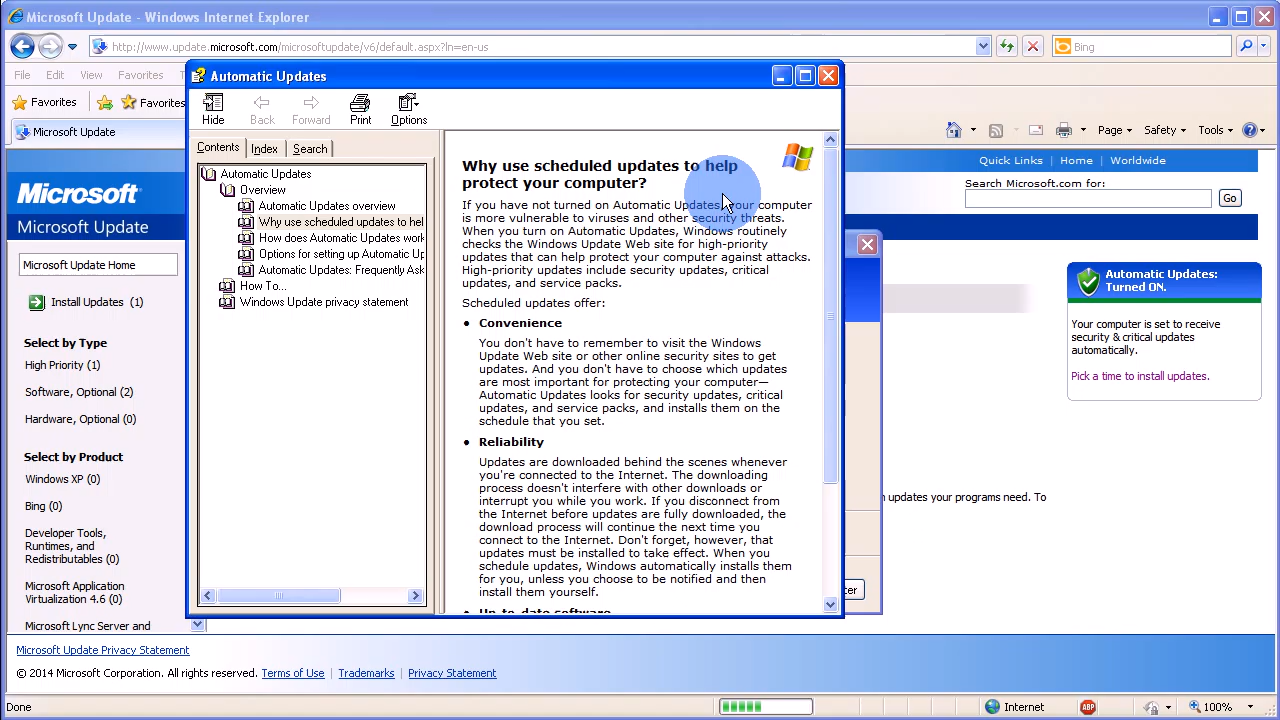 Microsoft Update - Windows Internet Explorer
http://www.update.microsoft.com/microsoftupdate/v6/default.aspx?ln=en-us
Bing
File Edit View Favorites
Favorites Favorites
Microsoft Update
Page Safety Tools
Automatic Updates
Hide Back Forward Print Options
Contents Index Search
Automatic Updates
Overview
Automatic Updates overview
Why use scheduled updates to hel
How does Automatic Updates work
Options for setting up Automatic Up
Automatic Updates: Frequently Ask
How To...
Windows Update privacy statement
Why use scheduled updates to help
protect your computer?
If you have not turned on Automatic Updates, your computer
is more vulnerable to viruses and other security threats.
When you turn on Automatic Updates, Windows routinely
checks the Windows Update Web site for high-priority
updates that can help protect your computer against attacks.
High-priority updates include security updates, critical
updates, and service packs.
Scheduled updates offer:
• Convenience
You don't have to remember to visit the Windows
Update Web site or other online security sites to get
updates. And you don't have to choose which updates
are most important for protecting your computer—
Automatic Updates looks for security updates, critical
updates, and service packs, and installs them on the
schedule that you set.
• Reliability
Updates are downloaded behind the scenes whenever
you're connected to the Internet. The downloading
process doesn't interfere with other downloads or
interrupt you while you work. If you disconnect from
the Internet before updates are fully downloaded, the
download process will continue the next time you
connect to the Internet. Don't forget, however, that
updates must be installed to take effect. When you
schedule updates, Windows automatically installs them
for you, unless you choose to be notified and then
install them yourself.
• Up-to-date software
Microsoft
Microsoft Update
Quick Links | Home | Worldwide
Search Microsoft.com for:
Go
Microsoft Update Home
Install Updates (1)
Select by Type
High Priority (1)
Software, Optional (2)
Hardware, Optional (0)
Select by Product
Windows XP (0)
Bing (0)
Developer Tools,
Runtimes, and
Redistributables (0)
Microsoft Application
Virtualization 4.6 (0)
Microsoft Lync Server and
Automatic Updates:
Turned ON.
Your computer is set to receive
security & critical updates
automatically.
Pick a time to install updates.
updates your programs need. To
ter
Microsoft Update Privacy Statement
© 2014 Microsoft Corporation. All rights reserved. Terms of Use | Trademarks | Privacy Statement
Done
Internet
ABP
100%